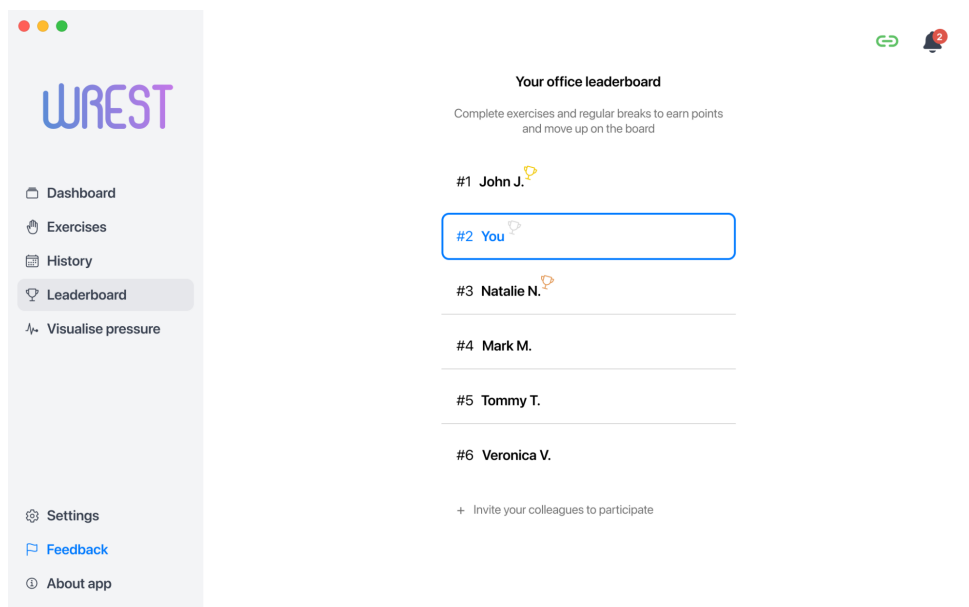 WREST
Dashboard
Exercises
History
Leaderboard
Visualise pressure
Settings
Feedback
About app
2
Your office leaderboard
Complete exercises and regular breaks to earn points
and move up on the board
#1 John J.
#2 You
#3 Natalie N.
#4 Mark M.
#5 Tommy T.
#6 Veronica V.
+ Invite your colleagues to participate